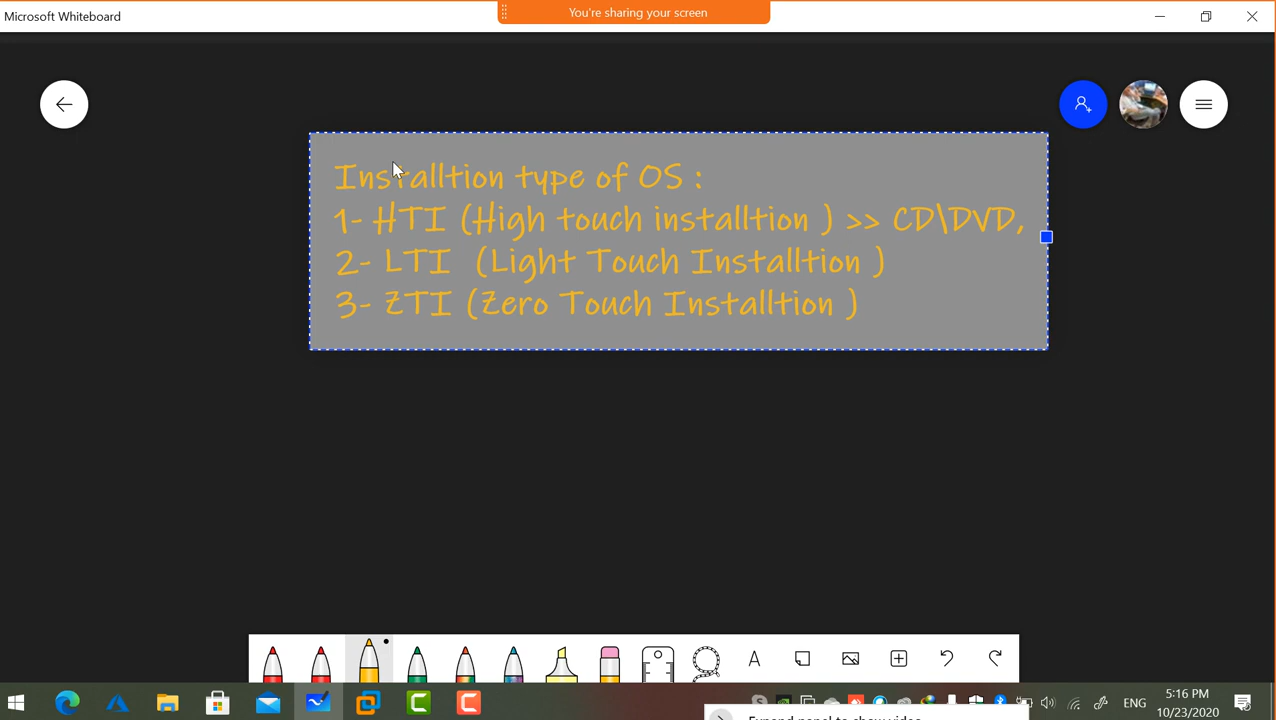 Microsoft Whiteboard
You're sharing your screen
Installtion type of OS :
1- HTI (High touch installtion ) >> CD\DVD,
2- LTI (Light Touch Installtion )
3- ZTI (Zero Touch Installtion )
ENG
5:16 PM
10/23/2020